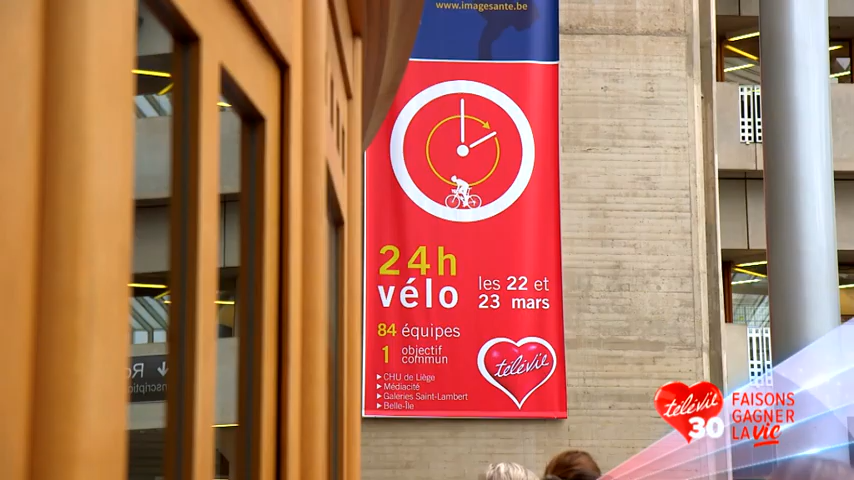 www.imagesante.be
24h
vélo
les 22 et
23 mars
84 équipes
1 objectif
commun
▸ CHU de Liège
▸ Médiacité
▸ Galeries Saint-Lambert
▸ Belle-Île
télévie
télévie
30
FAISONS
GAGNER
LA vie